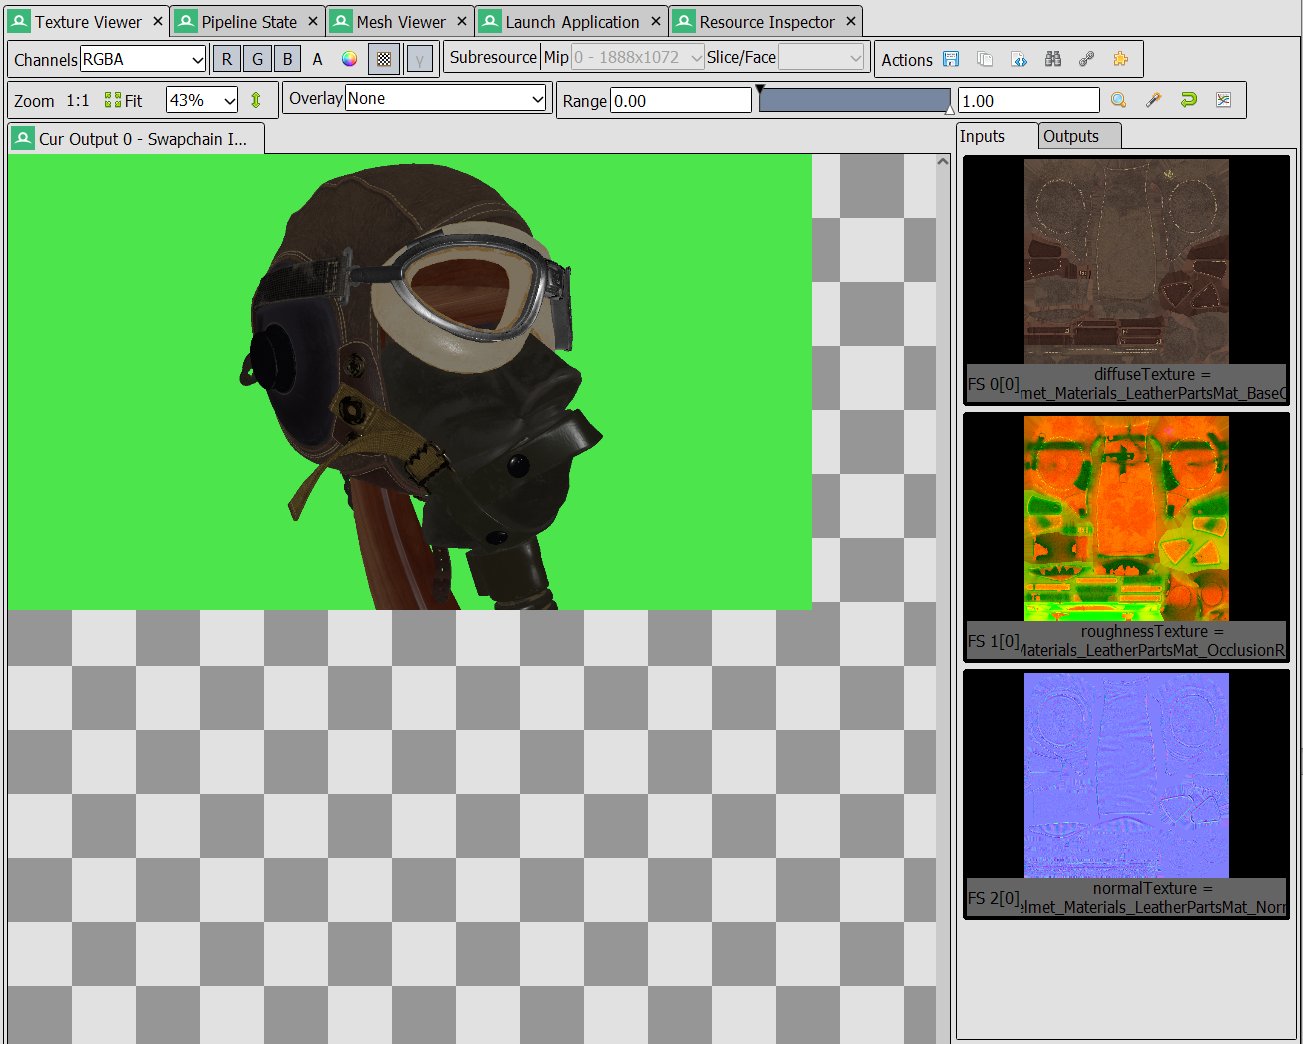 Texture Viewer ✕ Pipeline State ✕ Mesh Viewer ✕ Launch Application ✕ Resource Inspector ✕
Channels RGBA R G B A γ Subresource Mip 0 - 1888x1072 Slice/Face Actions
Zoom 1:1 Fit 43% Overlay None Range 0.00 1.00
Cur Output 0 - Swapchain I...
Inputs Outputs
diffuseTexture =
FS 0[0] met_Materials_LeatherPartsMat_BaseC
roughnessTexture =
FS 1[0] Materials_LeatherPartsMat_OcclusionR
normalTexture =
FS 2[0] elmet_Materials_LeatherPartsMat_Norr